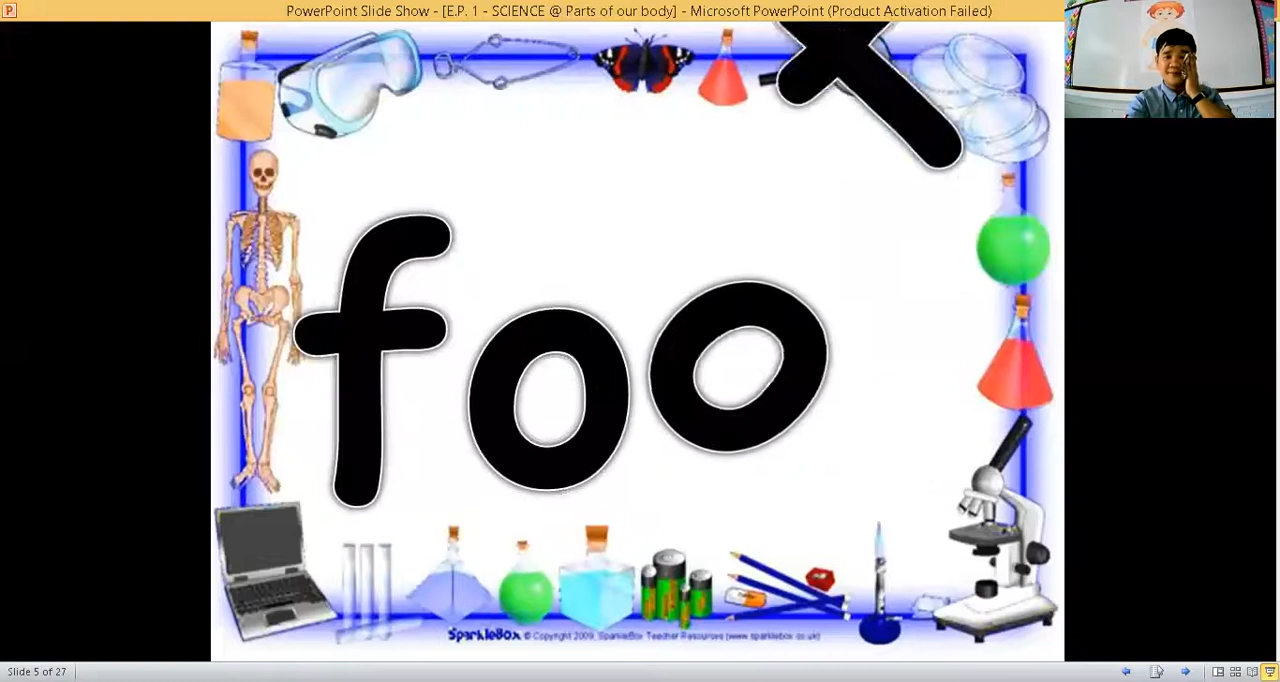 PowerPoint Slide Show - [E.P. 1 - SCIENCE @ Parts of our body] - Microsoft PowerPoint (Product Activation Failed)
t
foo
SparkleBox © Copyright 2009, SparkleBox Teacher Resources (www.sparklebox.co.uk)
Slide 5 of 27